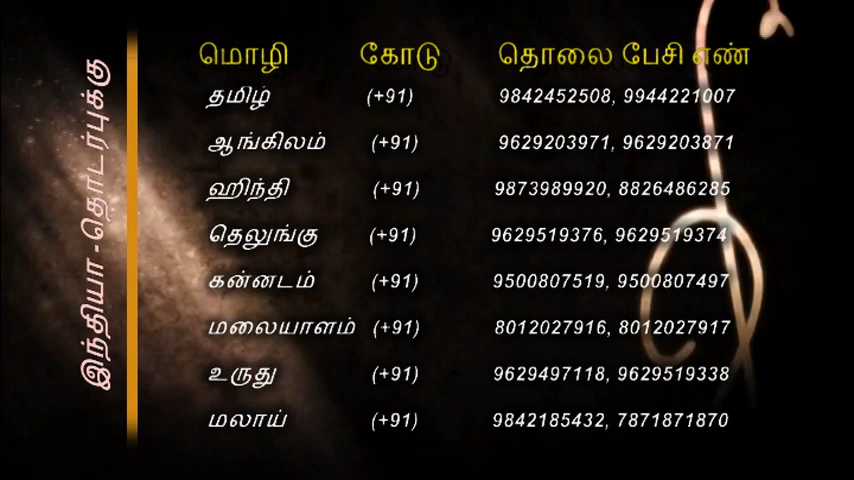 இந்தியா -தொடர்புக்கு
மொழி கோடு தொலை பேசி எண்
தமிழ் (+91) 9842452508, 9944221007
ஆங்கிலம் (+91) 9629203971, 9629203871
ஹிந்தி (+91) 9873989920, 8826486285
தெலுங்கு (+91) 9629519376, 9629519374
கன்னடம் (+91) 9500807519, 9500807497
மலையாளம் (+91) 8012027916, 8012027917
உருது (+91) 9629497118, 9629519338
மலாய் (+91) 9842185432, 7871871870